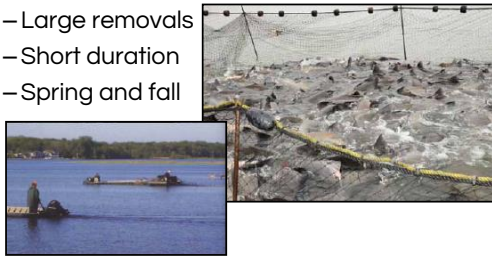 – Large removals
– Short duration
– Spring and fall